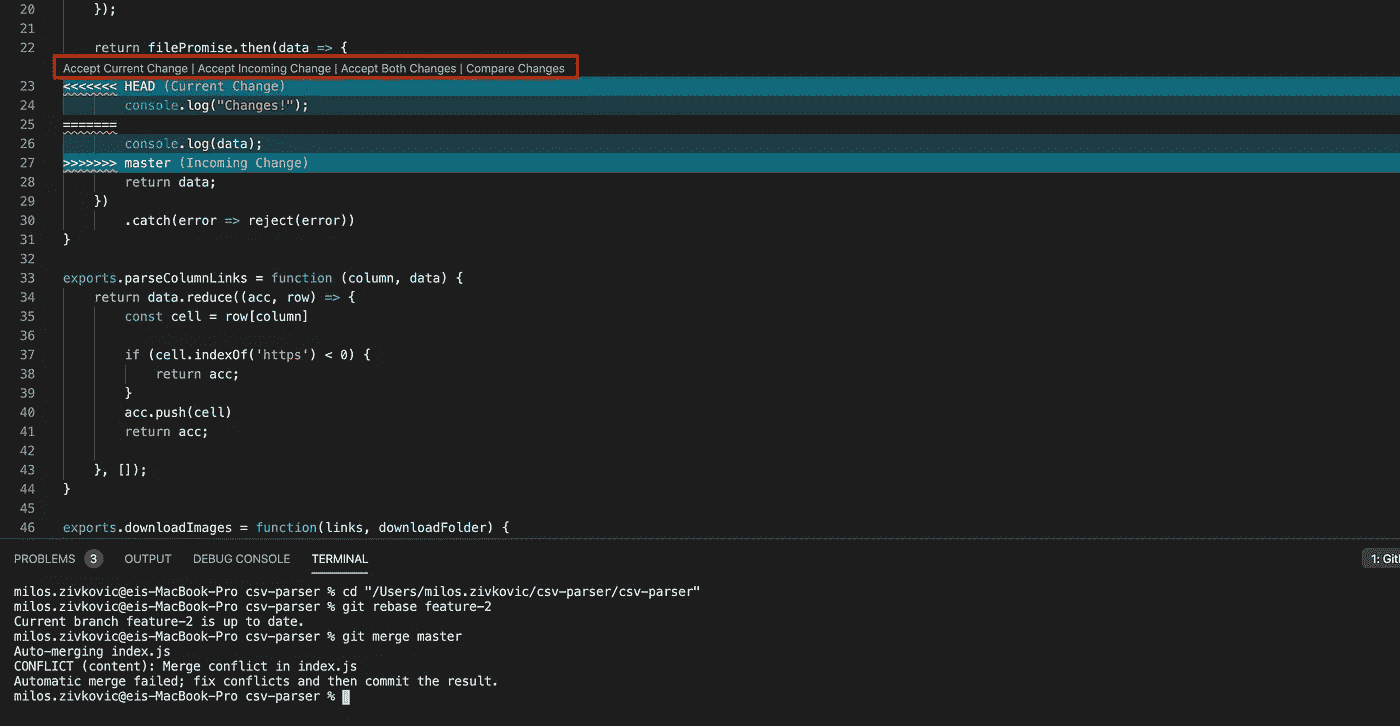 20 });
21
22 return filePromise.then(data => {
Accept Current Change | Accept Incoming Change | Accept Both Changes | Compare Changes
23 <<<<<<< HEAD (Current Change)
24 console.log("Changes!");
25 =======
26 console.log(data);
27 >>>>>>> master (Incoming Change)
28 return data;
29 })
30 .catch(error => reject(error))
31 }
32
33 exports.parseColumnLinks = function (column, data) {
34 return data.reduce((acc, row) => {
35 const cell = row[column]
36
37 if (cell.indexOf('https') < 0) {
38 return acc;
39 }
40 acc.push(cell)
41 return acc;
42
43 }, []);
44 }
45
46 exports.downloadImages = function(links, downloadFolder) {
PROBLEMS 3 OUTPUT DEBUG CONSOLE TERMINAL 1: Git
milos.zivkovic@eis-MacBook-Pro csv-parser % cd "/Users/milos.zivkovic/csv-parser/csv-parser"
milos.zivkovic@eis-MacBook-Pro csv-parser % git rebase feature-2
Current branch feature-2 is up to date.
milos.zivkovic@eis-MacBook-Pro csv-parser % git merge master
Auto-merging index.js
CONFLICT (content): Merge conflict in index.js
Automatic merge failed; fix conflicts and then commit the result.
milos.zivkovic@eis-MacBook-Pro csv-parser %